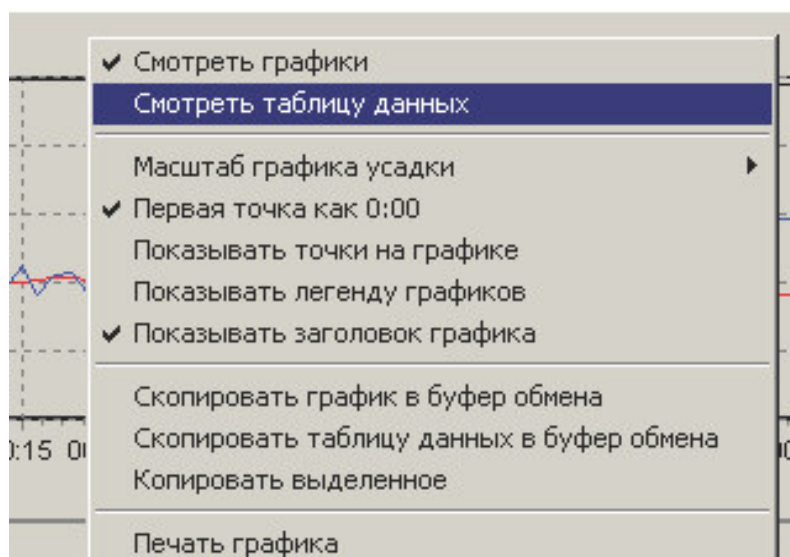 Смотреть графики
Смотреть таблицу данных
Масштаб графика усадки
Первая точка как 0:00
Показывать точки на графике
Показывать легенду графиков
Показывать заголовок графика
Скопировать график в буфер обмена
:15
Скопировать таблицу данных в буфер обмена
Копировать выделенное
Печать графика